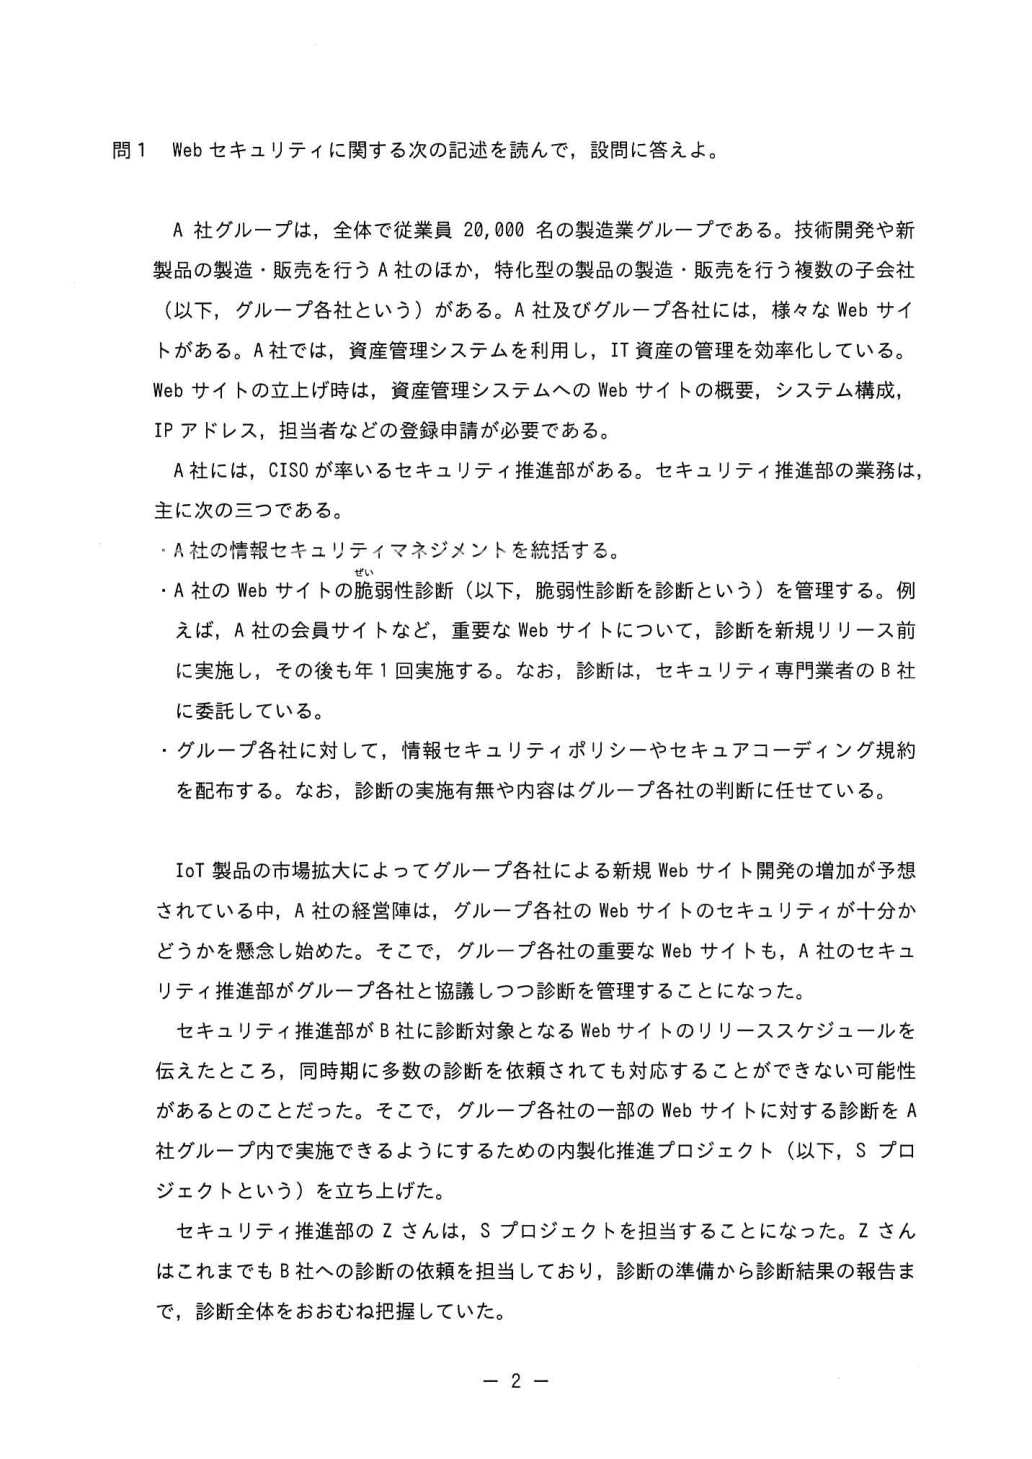 問1 Web セキュリティに関する次の記述を読んで，設問に答えよ。
A 社グループは，全体で従業員 20,000 名の製造業グループである。技術開発や新
製品の製造・販売を行う A 社のほか，特化型の製品の製造・販売を行う複数の子会社
（以下，グループ各社という）がある。A 社及びグループ各社には，様々な Web サイ
トがある。A 社では，資産管理システムを利用し，IT 資産の管理を効率化している。
Web サイトの立上げ時は，資産管理システムへの Web サイトの概要，システム構成，
IP アドレス，担当者などの登録申請が必要である。
A 社には，CISO が率いるセキュリティ推進部がある。セキュリティ推進部の業務は，
主に次の三つである。
・A 社の情報セキュリティマネジメントを統括する。
ぜい
・A 社の Web サイトの脆弱性診断（以下，脆弱性診断を診断という）を管理する。例
えば，A 社の会員サイトなど，重要な Web サイトについて，診断を新規リリース前
に実施し，その後も年 1 回実施する。なお，診断は，セキュリティ専門業者の B 社
に委託している。
・グループ各社に対して，情報セキュリティポリシーやセキュアコーディング規約
を配布する。なお，診断の実施有無や内容はグループ各社の判断に任せている。
IoT 製品の市場拡大によってグループ各社による新規 Web サイト開発の増加が予想
されている中，A 社の経営陣は，グループ各社の Web サイトのセキュリティが十分か
どうかを懸念し始めた。そこで，グループ各社の重要な Web サイトも，A 社のセキュ
リティ推進部がグループ各社と協議しつつ診断を管理することになった。
セキュリティ推進部が B 社に診断対象となる Web サイトのリリーススケジュールを
伝えたところ，同時期に多数の診断を依頼されても対応することができない可能性
があるとのことだった。そこで，グループ各社の一部の Web サイトに対する診断を A
社グループ内で実施できるようにするための内製化推進プロジェクト（以下，S プロ
ジェクトという）を立ち上げた。
セキュリティ推進部の Z さんは，S プロジェクトを担当することになった。Z さん
はこれまでも B 社への診断の依頼を担当しており，診断の準備から診断結果の報告ま
で，診断全体をおおむね把握していた。
－ 2 －